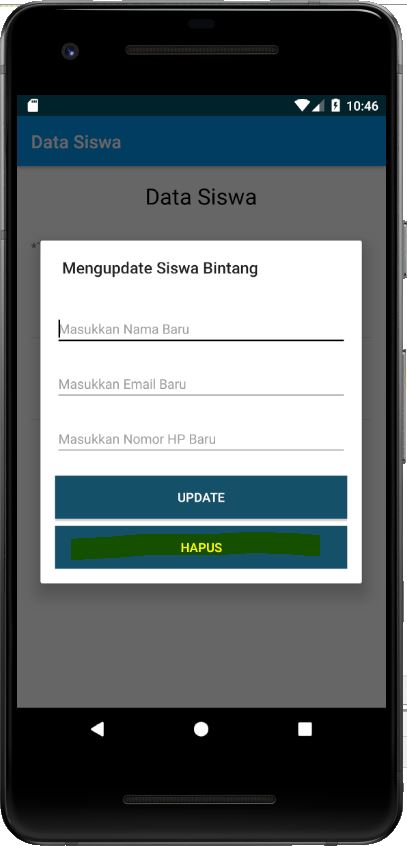 10:46
Data Siswa
Data Siswa
Mengupdate Siswa Bintang
Masukkan Nama Baru
Masukkan Email Baru
Masukkan Nomor HP Baru
UPDATE
HAPUS